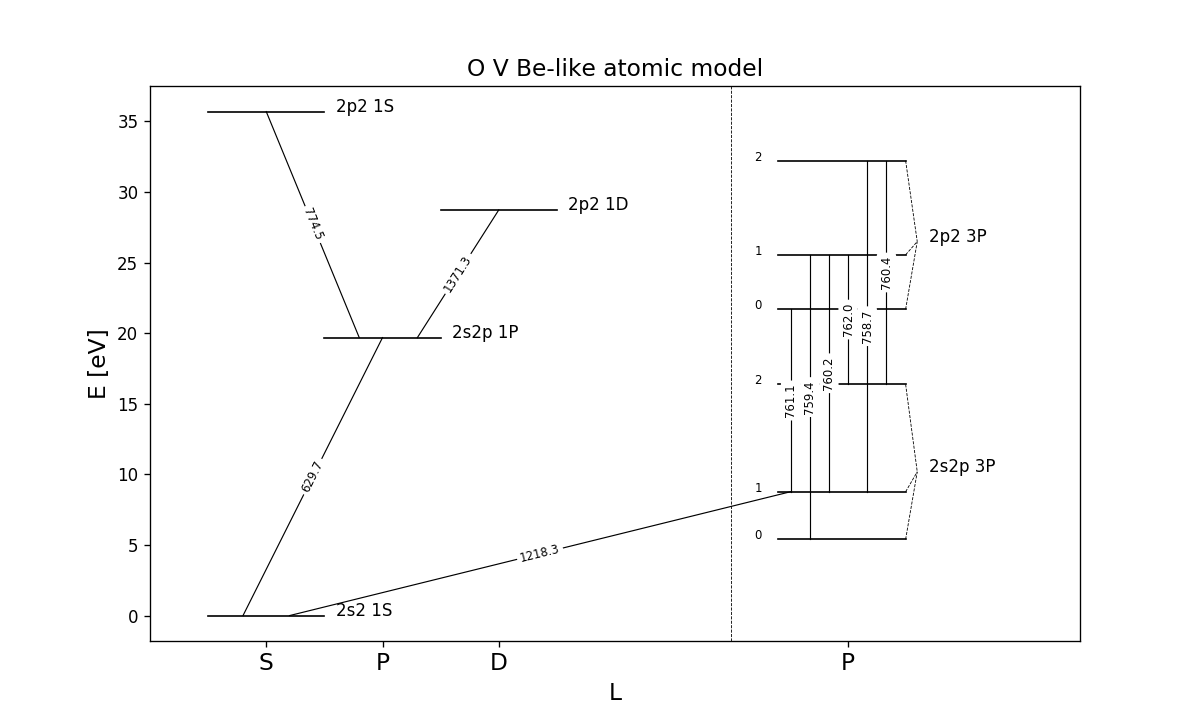 O V Be-like atomic model
E [eV]
35
30
25
20
15
10
5
0
2p2 1S
2p2 1D
2s2p 1P
2s2 1S
774.5
1371.3
629.7
1218.3
2
1
0
2
1
0
2p2 3P
2s2p 3P
761.1
759.4
760.2
762.0
758.7
760.4
S P D P
L